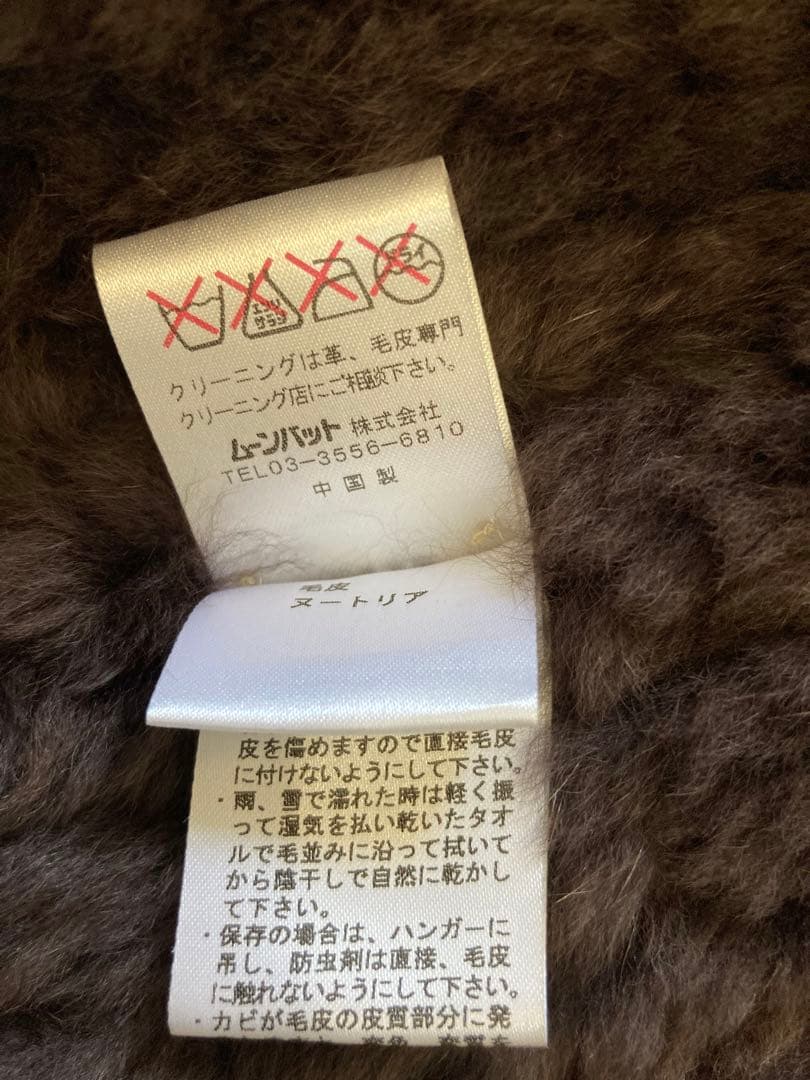 エンソ
サラシ
ドライ
クリーニングは革、毛皮専門
クリーニング店にご相談下さい。
ムーンバット 株式会社
TEL03-3556-6810
中国製
毛皮
ヌートリア
皮を傷めますので直接毛皮
に付けないようにして下さい。
・雨、雪で濡れた時は軽く振
って湿気を払い乾いたタオ
ルで毛並みに沿って拭いて
から陰干しで自然に乾かし
て下さい。
・保存の場合は、ハンガーに
吊し、防虫剤は直接、毛皮
に触れないようにして下さい。
・カビが毛皮の皮質部分に発